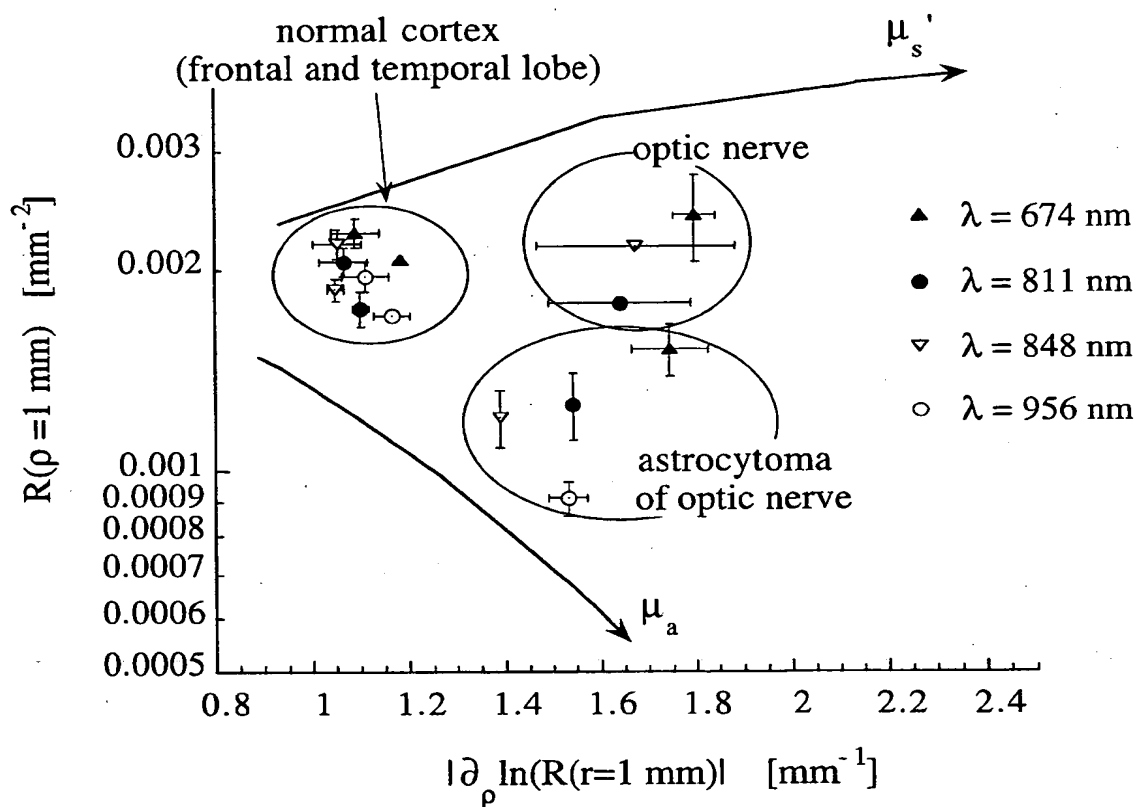 normal cortex
(frontal and temporal lobe)
μs'
optic nerve
astrocytoma
of optic nerve
μa
λ = 674 nm
λ = 811 nm
λ = 848 nm
λ = 956 nm
R(ρ=1 mm) [mm⁻²]
0.003
0.002
0.001
0.0009
0.0008
0.0007
0.0006
0.0005
0.8 1 1.2 1.4 1.6 1.8 2 2.2 2.4
|∂ρ ln(R(r=1 mm)| [mm⁻¹]